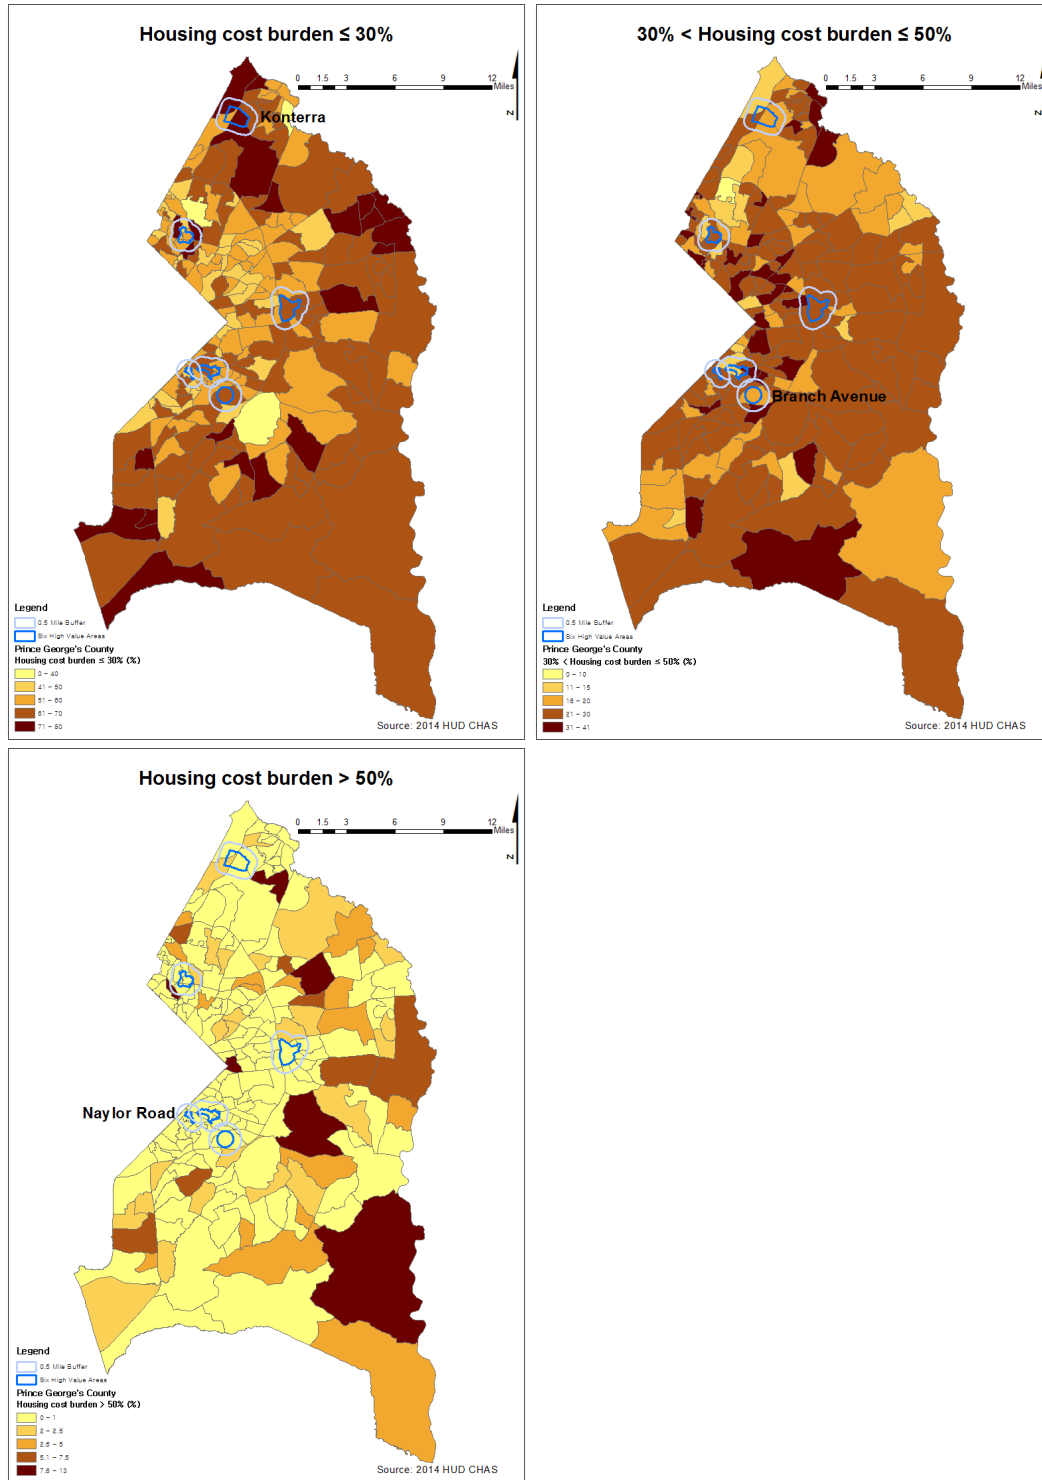 Housing cost burden ≤ 30%
0 1.5 3 6 9 12
Miles
N
Konterra
Legend
0.5 Mile Buffer
Six High Value Areas
Prince George's County
Housing cost burden ≤ 30% (%)
0 - 40
41 - 50
51 - 60
61 - 70
71 - 80
Source: 2014 HUD CHAS
30% < Housing cost burden ≤ 50%
0 1.5 3 6 9 12
Miles
N
Branch Avenue
Legend
0.5 Mile Buffer
Six High Value Areas
Prince George's County
30% < Housing cost burden ≤ 50% (%)
0 - 10
11 - 15
16 - 20
21 - 30
31 - 41
Source: 2014 HUD CHAS
Housing cost burden > 50%
0 1.5 3 6 9 12
Miles
N
Naylor Road
Legend
0.5 Mile Buffer
Six High Value Areas
Prince George's County
Housing cost burden > 50% (%)
0 - 1
2 - 2.5
2.6 - 5
5.1 - 7.5
7.6 - 13
Source: 2014 HUD CHAS